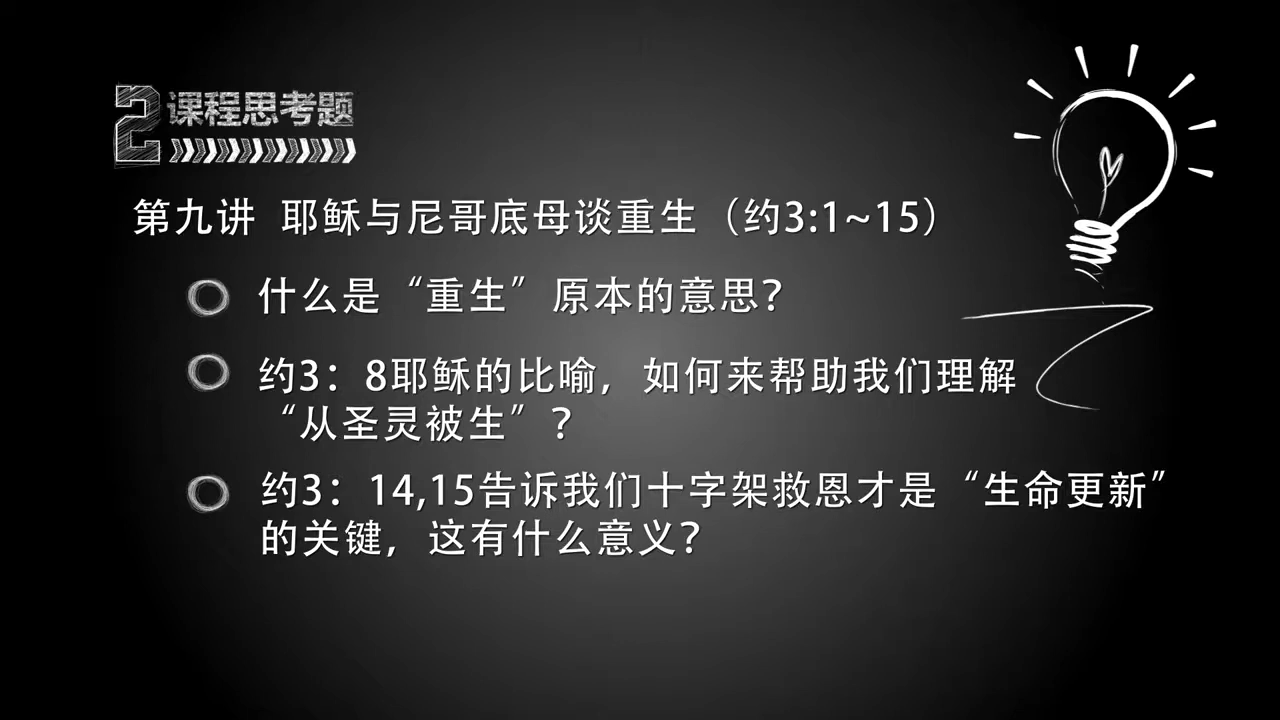 2 课程思考题
第九讲 耶稣与尼哥底母谈重生（约3:1~15）
什么是“重生”原本的意思？
约3：8耶稣的比喻，如何来帮助我们理解
“从圣灵被生”？
约3：14,15告诉我们十字架救恩才是“生命更新”
的关键，这有什么意义？